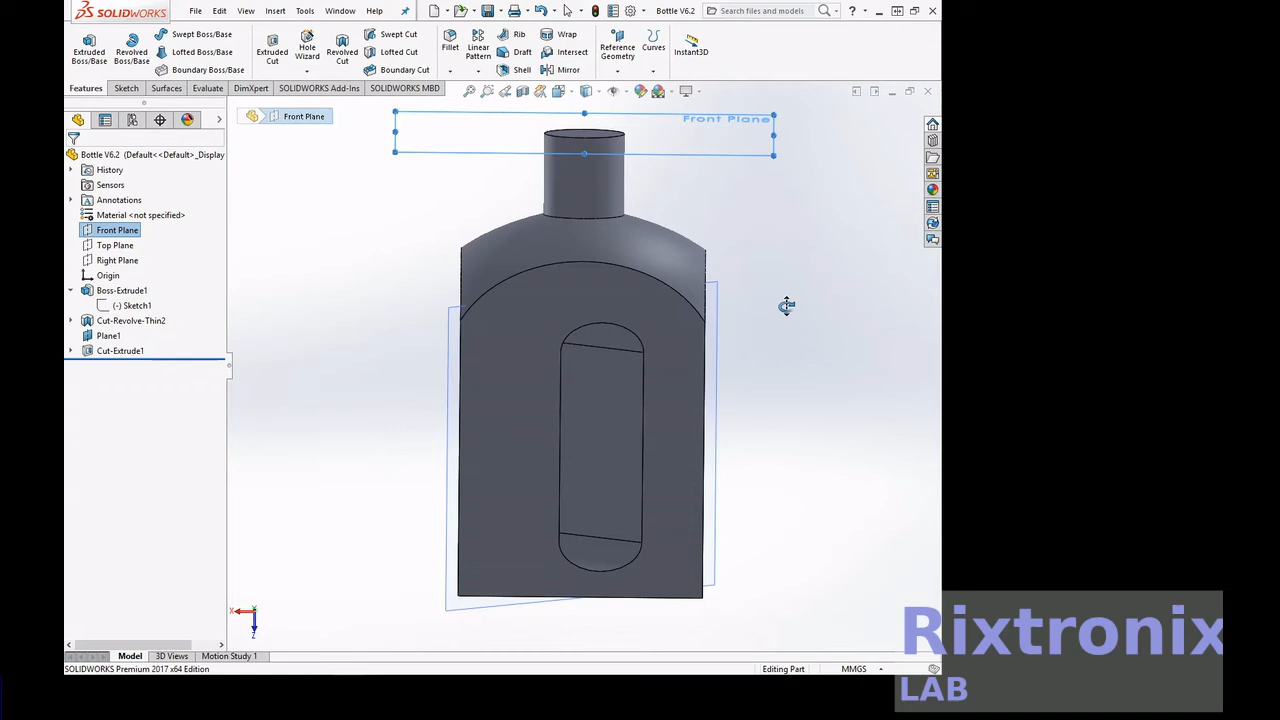 SOLIDWORKS
File Edit View Insert Tools Window Help
Bottle V6.2
Search files and models
Extruded Boss/Base
Revolved Boss/Base
Swept Boss/Base
Lofted Boss/Base
Boundary Boss/Base
Extruded Cut
Hole Wizard
Revolved Cut
Swept Cut
Lofted Cut
Boundary Cut
Fillet
Linear Pattern
Rib
Draft
Shell
Wrap
Intersect
Mirror
Reference Geometry
Curves
Instant3D
Features Sketch Surfaces Evaluate DimXpert SOLIDWORKS Add-Ins SOLIDWORKS MBD
Front Plane
Front Plane
Bottle V6.2 (Default<<Default>_Display
History
Sensors
Annotations
Material <not specified>
Front Plane
Top Plane
Right Plane
Origin
Boss-Extrude1
(-) Sketch1
Cut-Revolve-Thin2
Plane1
Cut-Extrude1
X
Y
Z
Model 3D Views Motion Study 1
SOLIDWORKS Premium 2017 x64 Edition
Editing Part
MMGS
Rixtronix
LAB